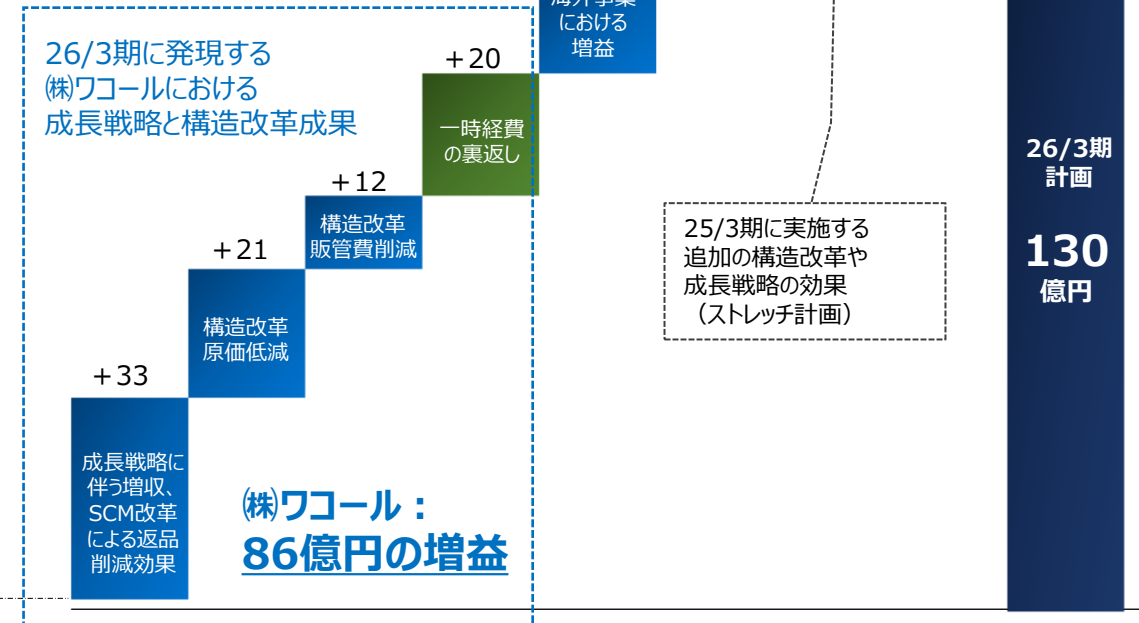 海外事業
における
増益
26/3期に発現する
㈱ワコールにおける
成長戦略と構造改革成果
+20
一時経費
の裏返し
+12
構造改革
販管費削減
+21
構造改革
原価低減
+33
成長戦略に
伴う増収、
SCM改革
による返品
削減効果
㈱ワコール：
86億円の増益
25/3期に実施する
追加の構造改革や
成長戦略の効果
（ストレッチ計画）
26/3期
計画
130
億円